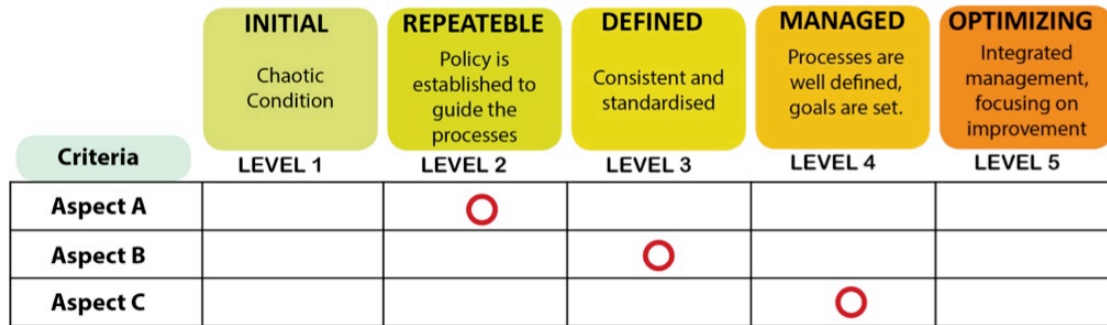 INITIAL
Chaotic
Condition
REPEATEBLE
Policy is
established to
guide the
processes
DEFINED
Consistent and
standardised
MANAGED
Processes are
well defined,
goals are set.
OPTIMIZING
Integrated
management,
focusing on
improvement
Criteria
LEVEL 1
LEVEL 2
LEVEL 3
LEVEL 4
LEVEL 5
Aspect A
Aspect B
Aspect C